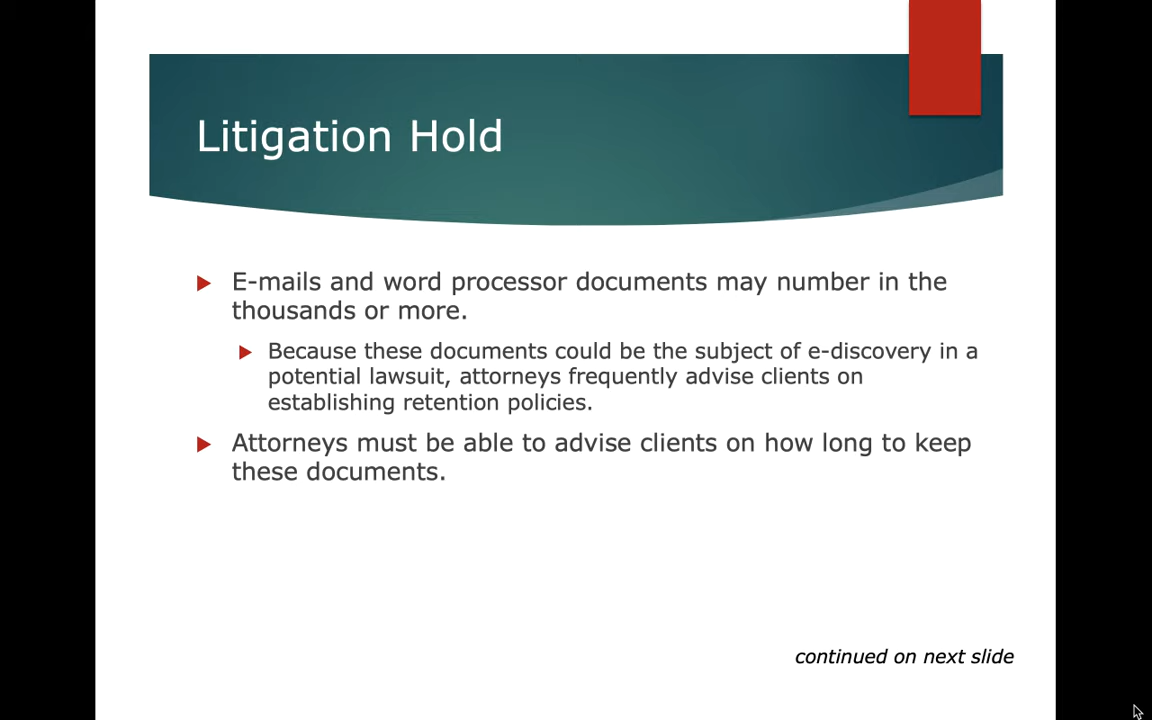 Litigation Hold
E-mails and word processor documents may number in the
thousands or more.
Because these documents could be the subject of e-discovery in a
potential lawsuit, attorneys frequently advise clients on
establishing retention policies.
Attorneys must be able to advise clients on how long to keep
these documents.
continued on next slide